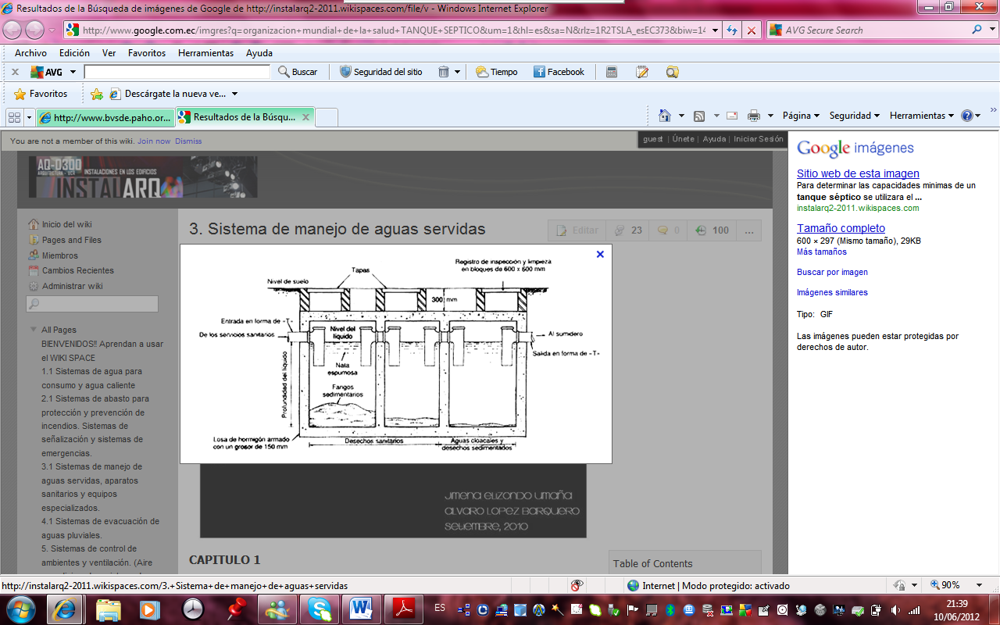 Resultados de la Búsqueda de imágenes de Google de http://instalarq2-2011.wikispaces.com/file/v - Windows Internet Explorer
http://www.google.com.ec/imgres?q=organizacion+mundial+de+la+salud+TANQUE+SEPTICO&um=1&hl=es&sa=N&rlz=1R2TSLA_esEC373&biw=14
AVG Secure Search
Archivo Edición Ver Favoritos Herramientas Ayuda
AVG Buscar Seguridad del sitio Tiempo Facebook
Favoritos Descárgate la nueva ve...
http://www.bvsde.paho.or... Resultados de la Búsqu... Página Seguridad Herramientas
You are not a member of this wiki. Join now Dismiss
guest | Únete | Ayuda | Iniciar Sesión
AQ-0300
INSTALACIONES EN LOS EDIFICIOS
INSTALARQ
Inicio del wiki
Pages and Files
Miembros
Cambios Recientes
Administrar wiki
All Pages
BIENVENIDOS!! Aprendan a usar
el WIKI SPACE
1.1 Sistemas de agua para
consumo y agua caliente
2.1 Sistemas de abasto para
protección y prevención de
incendios. Sistemas de
señalización y sistemas de
emergencias.
3.1 Sistemas de manejo de
aguas servidas, aparatos
sanitarios y equipos
especializados.
4.1 Sistemas de evacuación de
aguas pluviales.
5. Sistemas de control de
ambientes y ventilación. (Aire
3. Sistema de manejo de aguas servidas
Editar 23 0 100 ...
Tapas
Registro de inspección y limpieza
en bloques de 600 x 600 mm
Nivel de suelo
300 mm
Entrada en forma de -T-
De los servicios sanitarios
Nivel del
líquido
Al sumidero
Salida en forma de -T-
Nata
espumosa
Profundidad del líquido
Fangos
sedimentarios
Losa de hormigón armado
con un grosor de 150 mm
Desechos sanitarios
Aguas cloacales y
desechos sedimentados
JIMENA ELIZONDO UMAÑA
ALVARO LOPEZ BARQUERO
SETIEMBRE, 2010
CAPITULO 1
Table of Contents
Google imágenes
Sitio web de esta imagen
Para determinar las capacidades minimas de un
tanque séptico se utilizara el ...
instalarq2-2011.wikispaces.com
Tamaño completo
600 × 297 (Mismo tamaño), 29KB
Más tamaños
Buscar por imagen
Imágenes similares
Tipo: GIF
Las imágenes pueden estar protegidas por
derechos de autor.
http://instalarq2-2011.wikispaces.com/3.+Sistema+de+manejo+de+aguas+servidas
Internet | Modo protegido: activado
90%
ES
21:39
10/06/2012